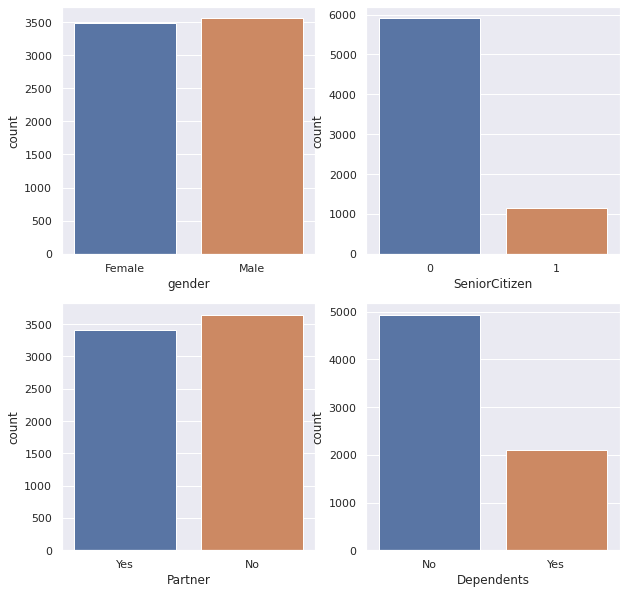 3500
3000
2500
2000
1500
1000
500
0
count
Female Male
gender
6000
5000
4000
3000
2000
1000
0
count
0 1
SeniorCitizen
3500
3000
2500
2000
1500
1000
500
0
count
Yes No
Partner
5000
4000
3000
2000
1000
0
count
No Yes
Dependents